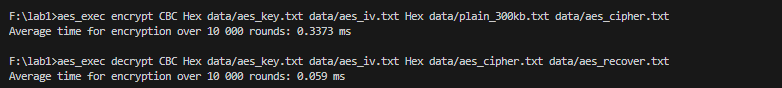 F:\lab1>aes_exec encrypt CBC Hex data/aes_key.txt data/aes_iv.txt Hex data/plain_300kb.txt data/aes_cipher.txt
Average time for encryption over 10 000 rounds: 0.3373 ms
F:\lab1>aes_exec decrypt CBC Hex data/aes_key.txt data/aes_iv.txt Hex data/aes_cipher.txt data/aes_recover.txt
Average time for encryption over 10 000 rounds: 0.059 ms